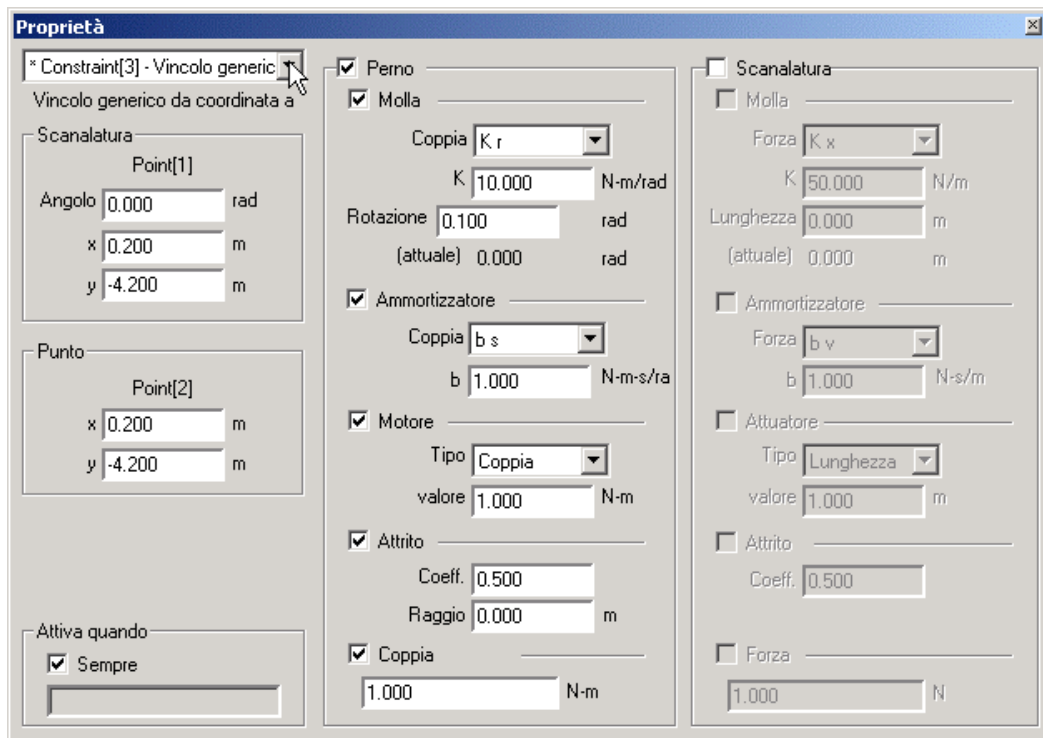 Proprietà
* Constraint[3] - Vincolo generic
Vincolo generico da coordinata a
Scanalatura
Point[1]
Angolo 0.000 rad
x 0.200 m
y -4.200 m
Punto
Point[2]
x 0.200 m
y -4.200 m
Attiva quando
Sempre
Perno
Molla
Coppia K r
K 10.000 N-m/rad
Rotazione 0.100 rad
(attuale) 0.000 rad
Ammortizzatore
Coppia b s
b 1.000 N-m-s/ra
Motore
Tipo Coppia
valore 1.000 N-m
Attrito
Coeff. 0.500
Raggio 0.000 m
Coppia
1.000 N-m
Scanalatura
Molla
Forza K x
K 50.000 N/m
Lunghezza 0.000 m
(attuale) 0.000 m
Ammortizzatore
Forza b v
b 1.000 N-s/m
Attuatore
Tipo Lunghezza
valore 1.000 m
Attrito
Coeff. 0.500
Forza
1.000 N